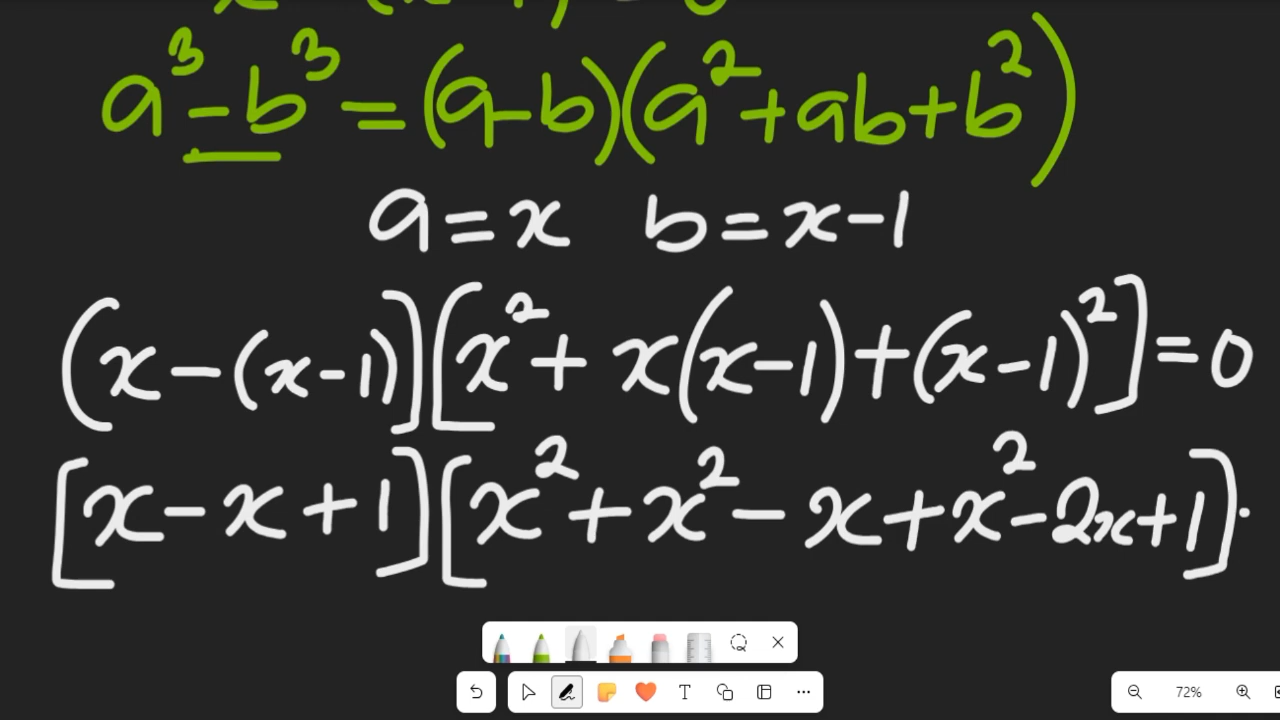 a³-b³=(a-b)(a²+ab+b²)
a=x b=x-1
(x-(x-1)][x²+x(x-1)+(x-1)²]=0
[x-x+1][x²+x²-x+x²-2x+1]
T
72%